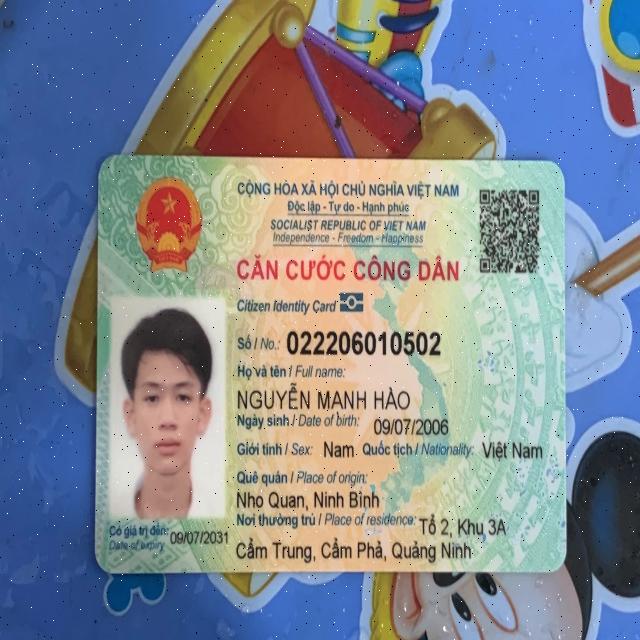 CỘNG HÒA XÃ HỘI CHỦ NGHĨA VIỆT NAM
Độc lập - Tự do - Hạnh phúc
SOCIALIST REPUBLIC OF VIET NAM
Independence - Freedom - Happiness
CĂN CƯỚC CÔNG DÂN
Citizen Identity Card
Số / No.: 022206010502
Họ và tên / Full name:
NGUYỄN MẠNH HÀO
Ngày sinh / Date of birth: 09/07/2006
Giới tính / Sex: Nam Quốc tịch / Nationality: Việt Nam
Quê quán / Place of origin:
Nho Quan, Ninh Bình
Nơi thường trú / Place of residence: Tổ 2, Khu 3A
Cẩm Trung, Cẩm Phả, Quảng Ninh
Có giá trị đến: 09/07/2031
Date of expiry